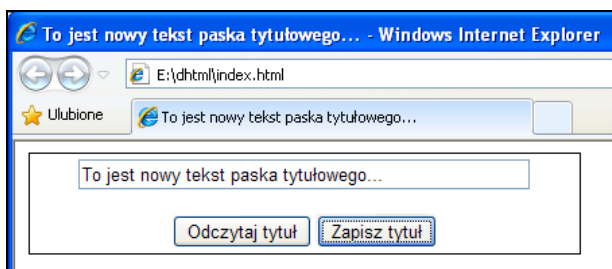 To jest nowy tekst paska tytułowego... - Windows Internet Explorer
E:\dhtml\index.html
Ulubione To jest nowy tekst paska tytułowego...
To jest nowy tekst paska tytułowego...
Odczytaj tytuł Zapisz tytuł